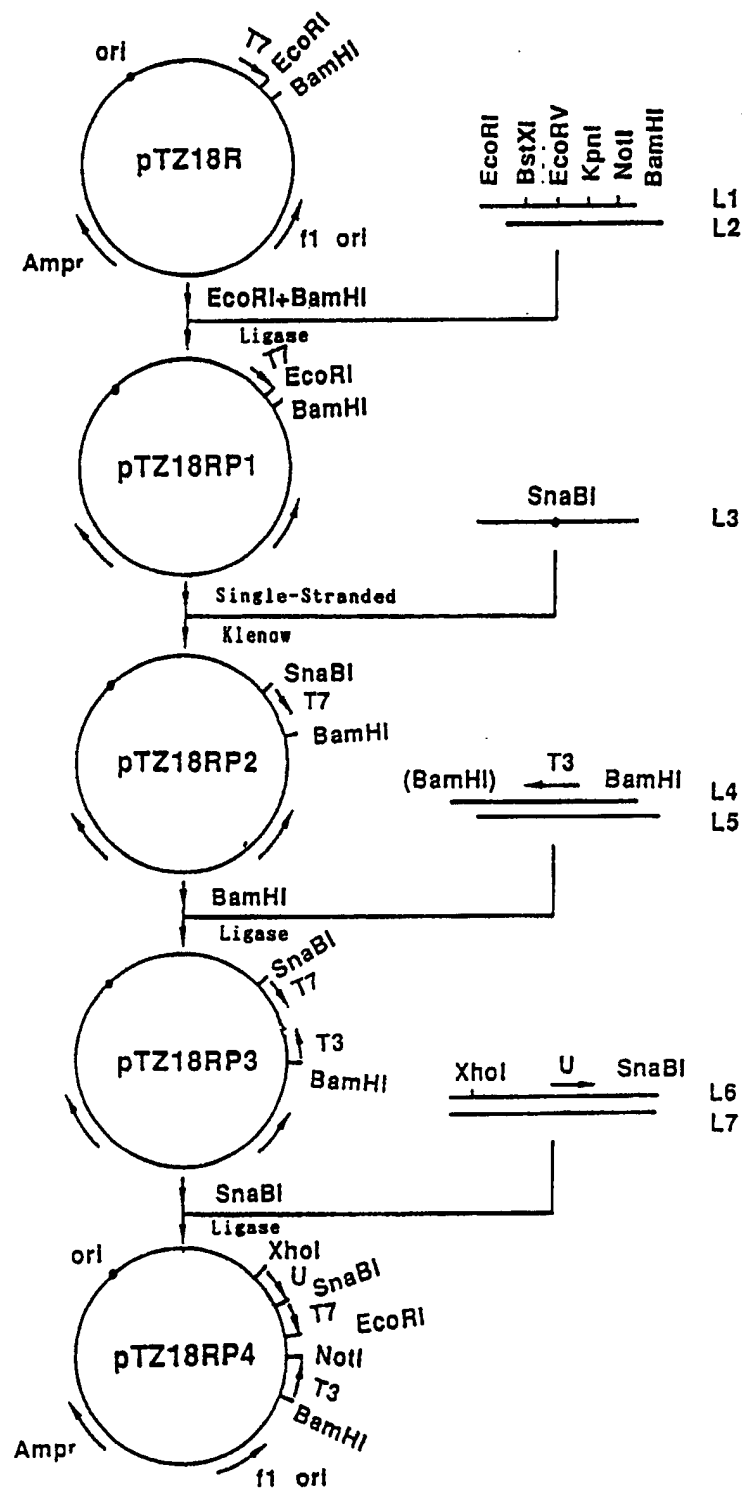 ori
T7
EcoRI
BamHI
pTZ18R
Ampr
f1 ori
EcoRI
BstXI
EcoRV
KpnI
NotI
BamHI
L1
L2
EcoRI+BamHI
Ligase
T7
EcoRI
BamHI
pTZ18RP1
SnaBI
L3
Single-Stranded
Klenow
SnaBI
T7
BamHI
pTZ18RP2
(BamHI)
T3
BamHI
L4
L5
BamHI
Ligase
SnaBI
T7
T3
BamHI
pTZ18RP3
XhoI
U
SnaBI
L6
L7
SnaBI
Ligase
ori
XhoI
U
SnaBI
T7
EcoRI
NotI
T3
BamHI
pTZ18RP4
Ampr
f1 ori